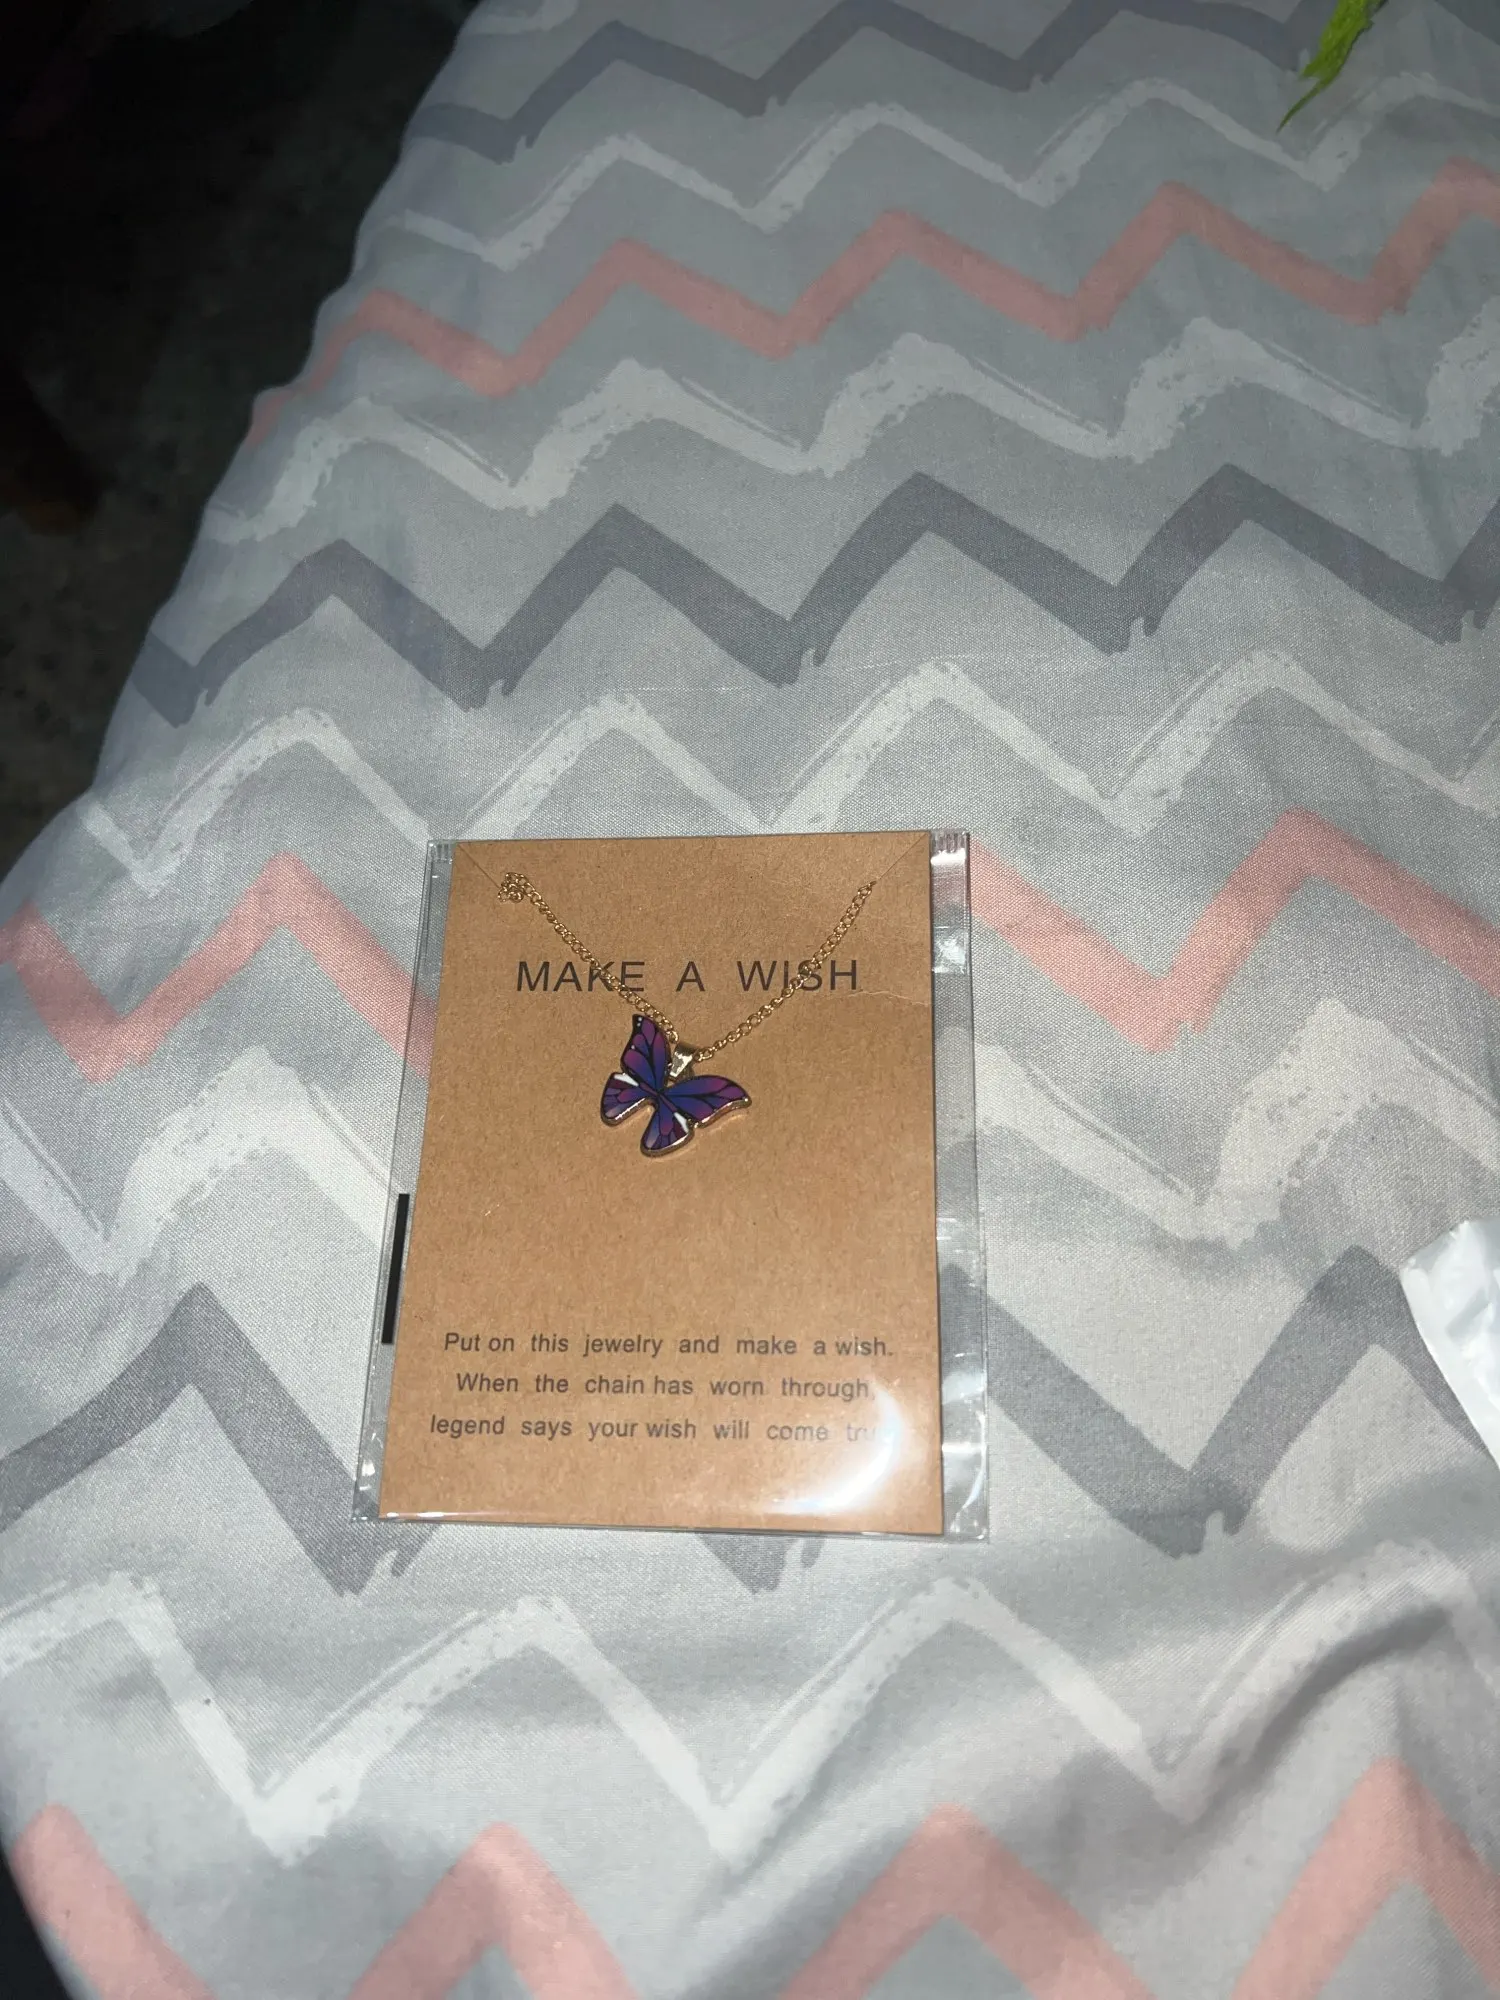 MAKE A WISH
Put on this jewelry and make a wish.
When the chain has worn through,
legend says your wish will come